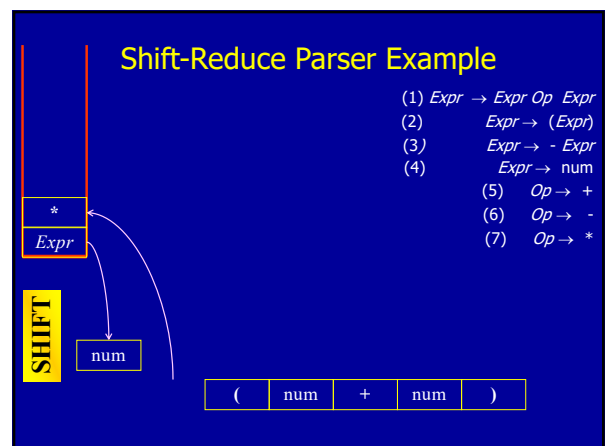 Shift-Reduce Parser Example
(1) Expr → Expr Op Expr
(2) Expr → (Expr)
(3) Expr → - Expr
(4) Expr → num
(5) Op → +
(6) Op → -
(7) Op → *
*
Expr
SHIFT
num
( num + num )